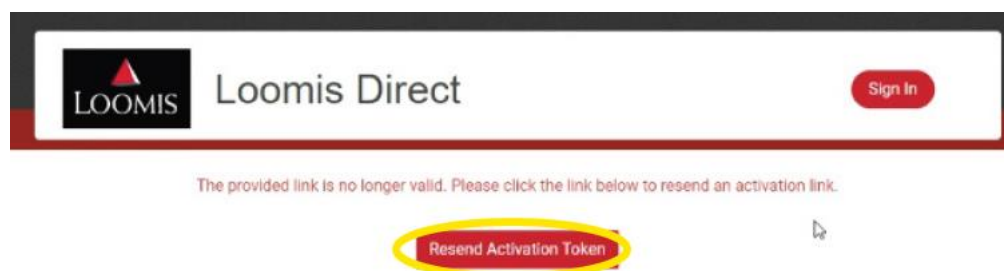 LOOMIS
Loomis Direct
Sign In
The provided link is no longer valid. Please click the link below to resend an activation link.
Resend Activation Token